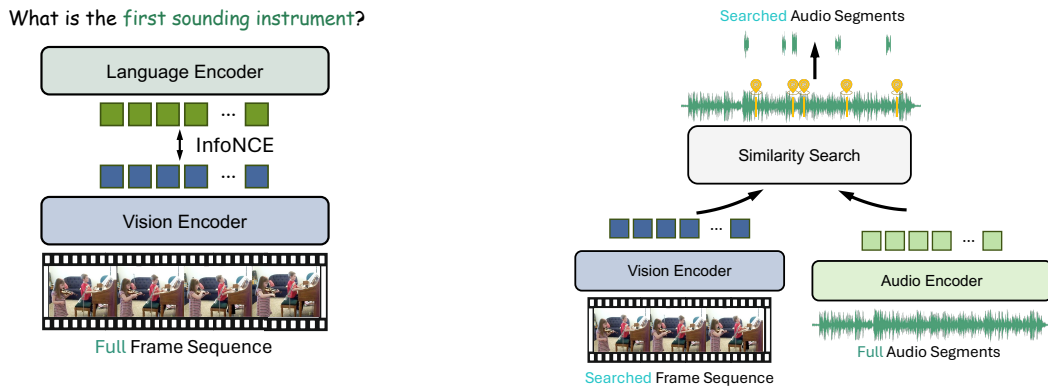 What is the first sounding instrument?
Language Encoder
...
InfoNCE
...
Vision Encoder
Full Frame Sequence
Searched Audio Segments
Similarity Search
...
Vision Encoder
Searched Frame Sequence
...
Audio Encoder
Full Audio Segments